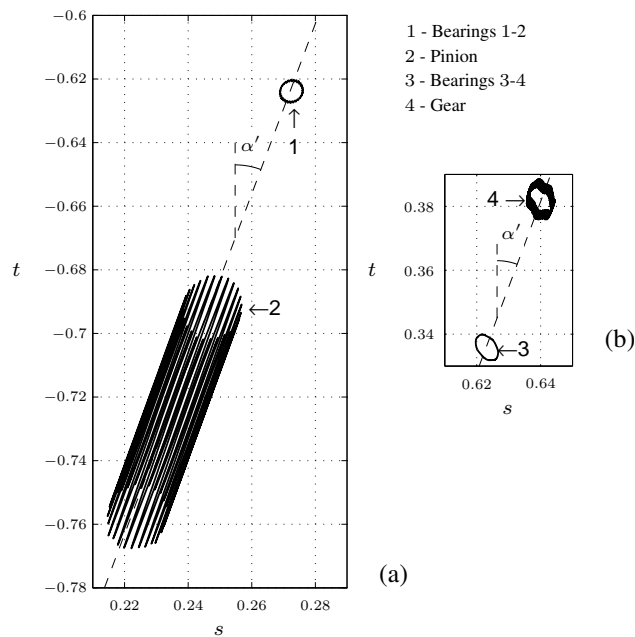 1 - Bearings 1-2
2 - Pinion
3 - Bearings 3-4
4 - Gear
−0.6
−0.62
−0.64
−0.66
−0.68
−0.7
−0.72
−0.74
−0.76
−0.78
t
0.22 0.24 0.26 0.28
s
α′
1
2
(a)
0.38
0.36
0.34
t
0.62 0.64
s
α′
4
3
(b)